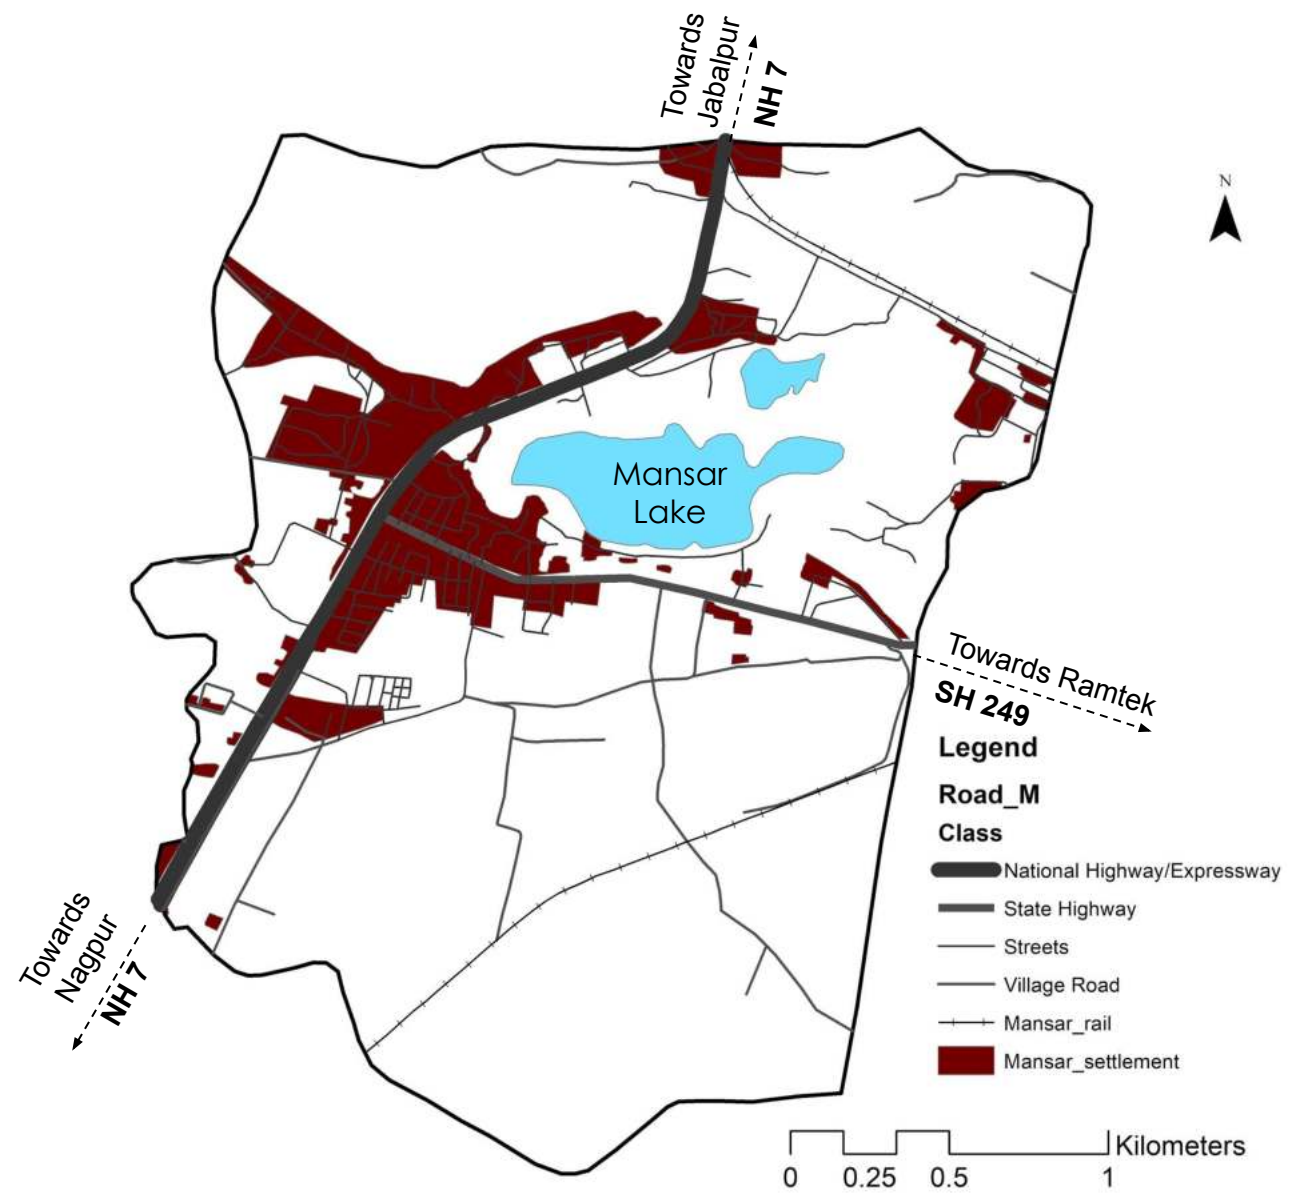 Towards
Jabalpur
NH 7
N
Mansar
Lake
Towards Ramtek
SH 249
Legend
Road_M
Class
National Highway/Expressway
State Highway
Streets
Village Road
Mansar_rail
Mansar_settlement
Towards
Nagpur
NH 7
Kilometers
0 0.25 0.5 1